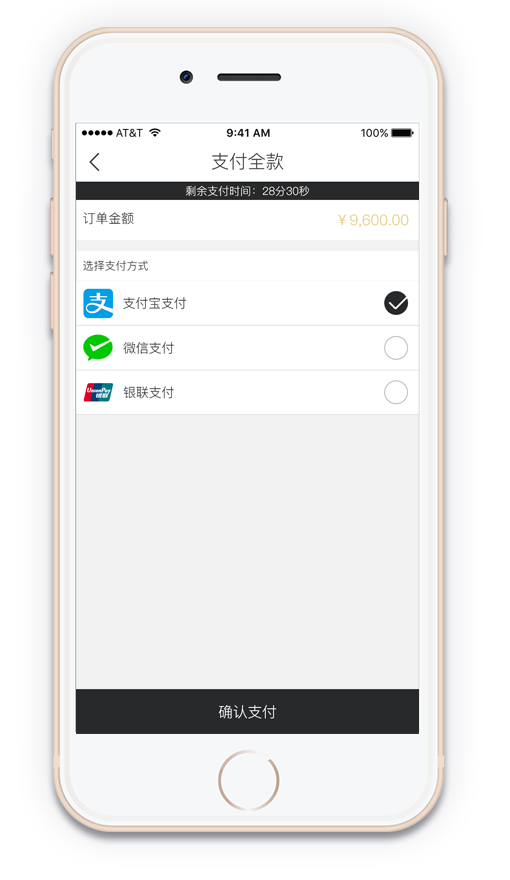 ●●●●● AT&T 9:41 AM 100%
支付全款
剩余支付时间：28分30秒
订单金额 ¥9,600.00
选择支付方式
支 支付宝支付
微信支付
UnionPay
银联 银联支付
确认支付